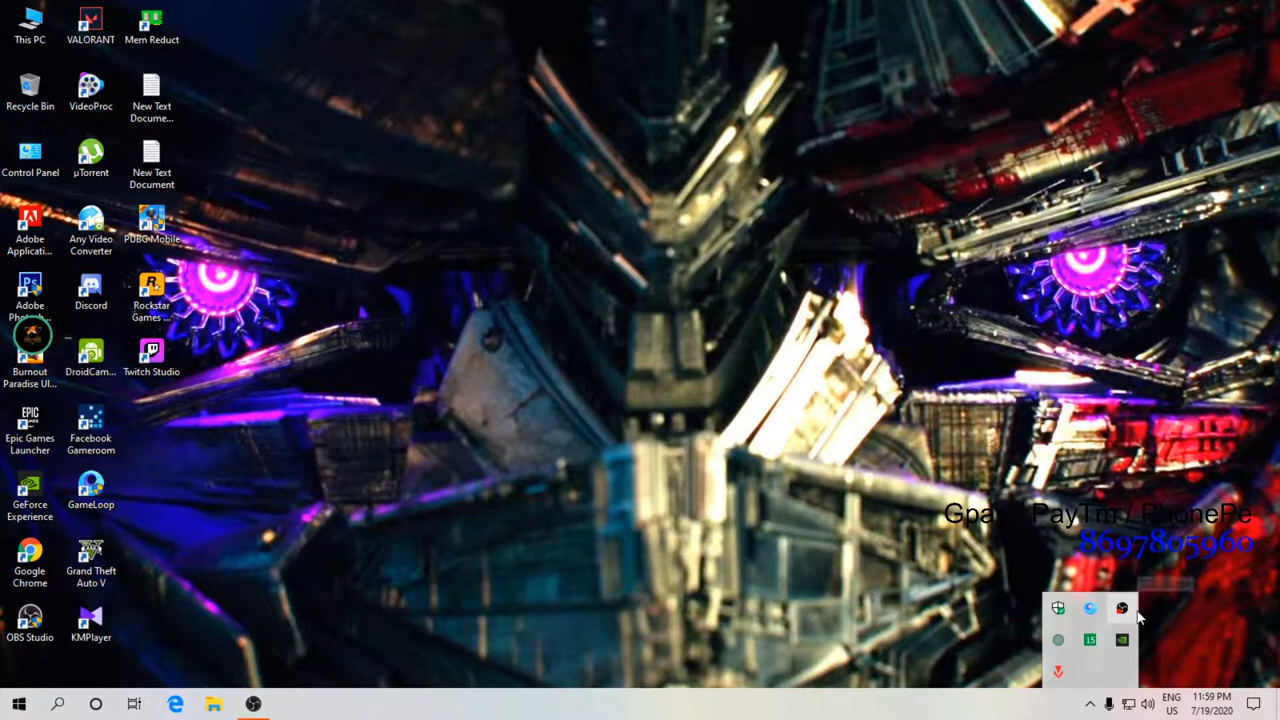 This PC
VALORANT
Mem Reduct
Recycle Bin
VideoProc
New Text
Docume...
Control Panel
µTorrent
New Text
Document
Adobe
Applicati...
Any Video
Converter
PUBG Mobile
Adobe
Discord
Rockstar
Games ...
Burnout
Paradise Ul...
DroidCam...
Twitch Studio
Epic Games
Launcher
Facebook
Gameroom
GeForce
Experience
GameLoop
Google
Chrome
Grand Theft
Auto V
OBS Studio
KMPlayer
PayTm / PhonePe
8697805960
15
ENG
US
11:59 PM
7/19/2020